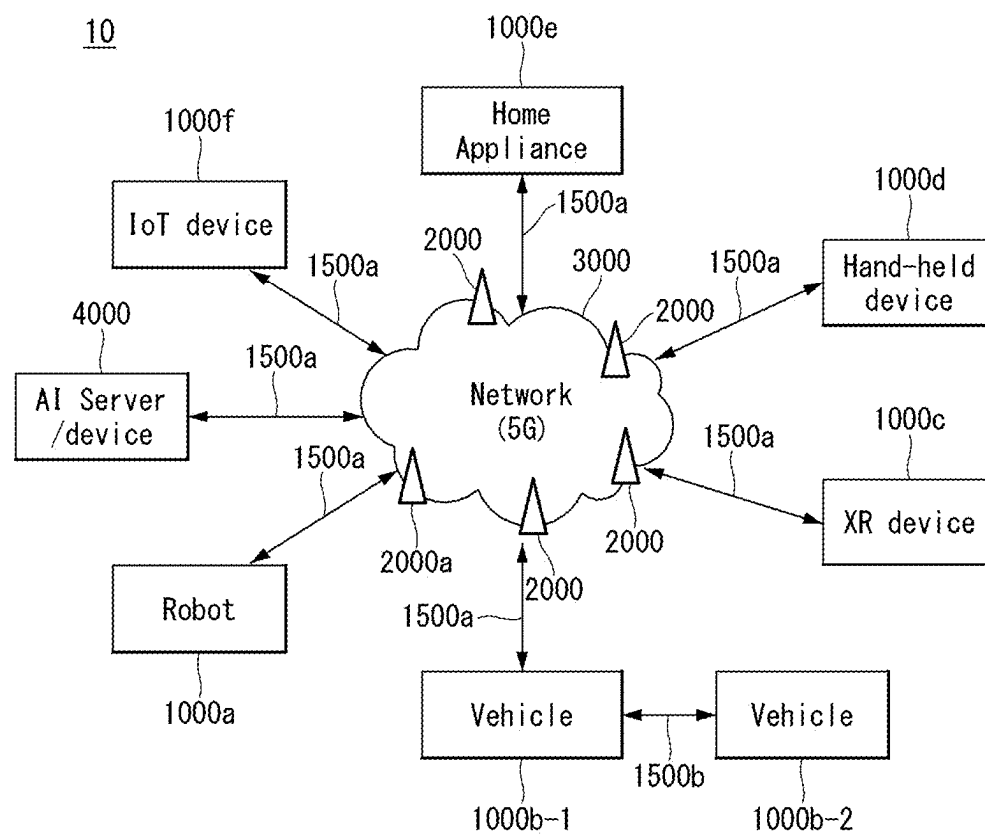 10
1000e
Home
Appliance
1000f
IoT device
1500a
1000d
Hand-held
device
2000
3000
1500a
1500a
2000
4000
AI Server
/device
1500a
Network
(5G)
1000c
XR device
1500a
1500a
2000a
2000
2000
Robot
1000a
1500a
Vehicle
1000b-1
1500b
Vehicle
1000b-2